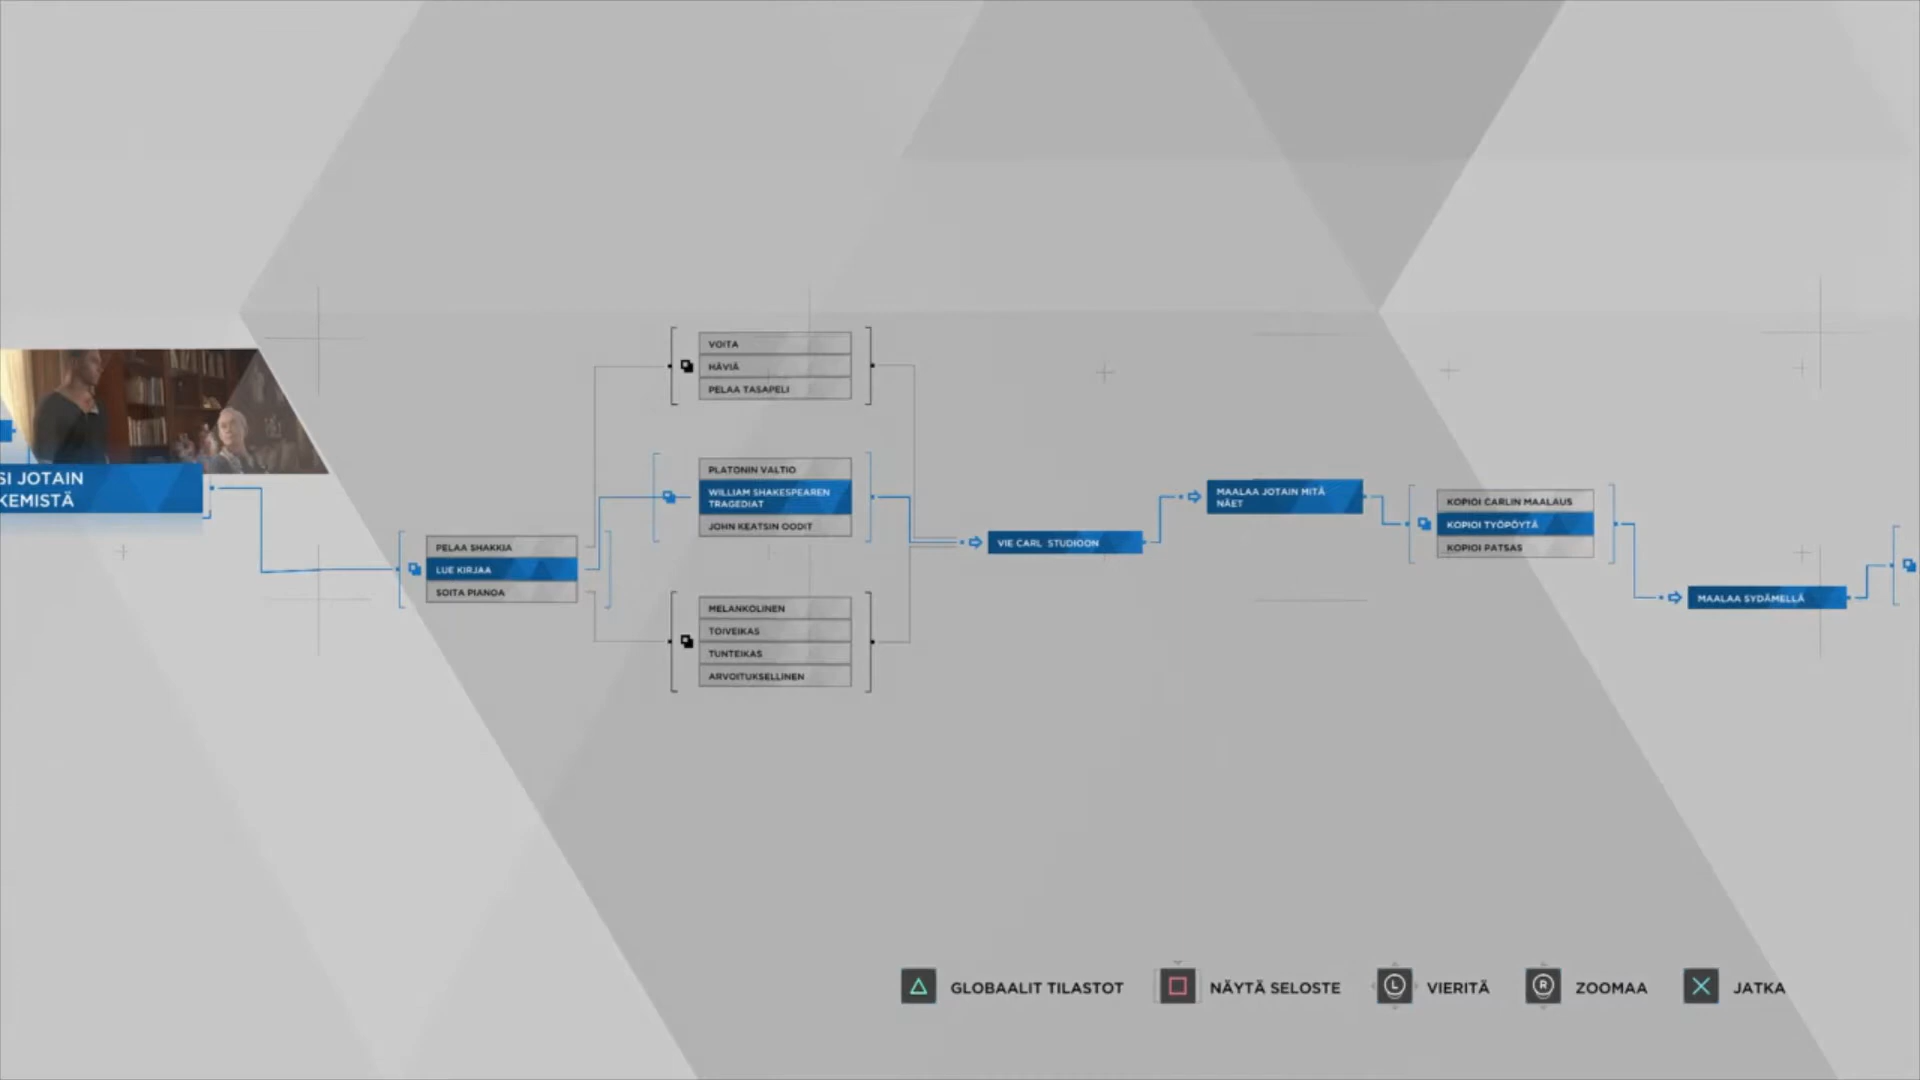 SI JOTAIN
KEMISTÄ
PELAA SHAKKIA
LUE KIRJAA
SOITA PIANOA
VOITA
HÄVIÄ
PELAA TASAPELI
PLATONIN VALTIO
WILLIAM SHAKESPEAREN
TRAGEDIAT
JOHN KEATSIN OODIT
MELANKOLINEN
TOIVEIKAS
TUNTEIKAS
ARVOITUKSELLINEN
VIE CARL STUDIOON
MAALAA JOTAIN MITÄ
NÄET
KOPIOI CARLIN MAALAUS
KOPIOI TYÖPÖYTÄ
KOPIOI PATSAS
MAALAA SYDÄMELLÄ
GLOBAALIT TILASTOT
NÄYTÄ SELOSTE
L VIERITÄ
R ZOOMAA
JATKA